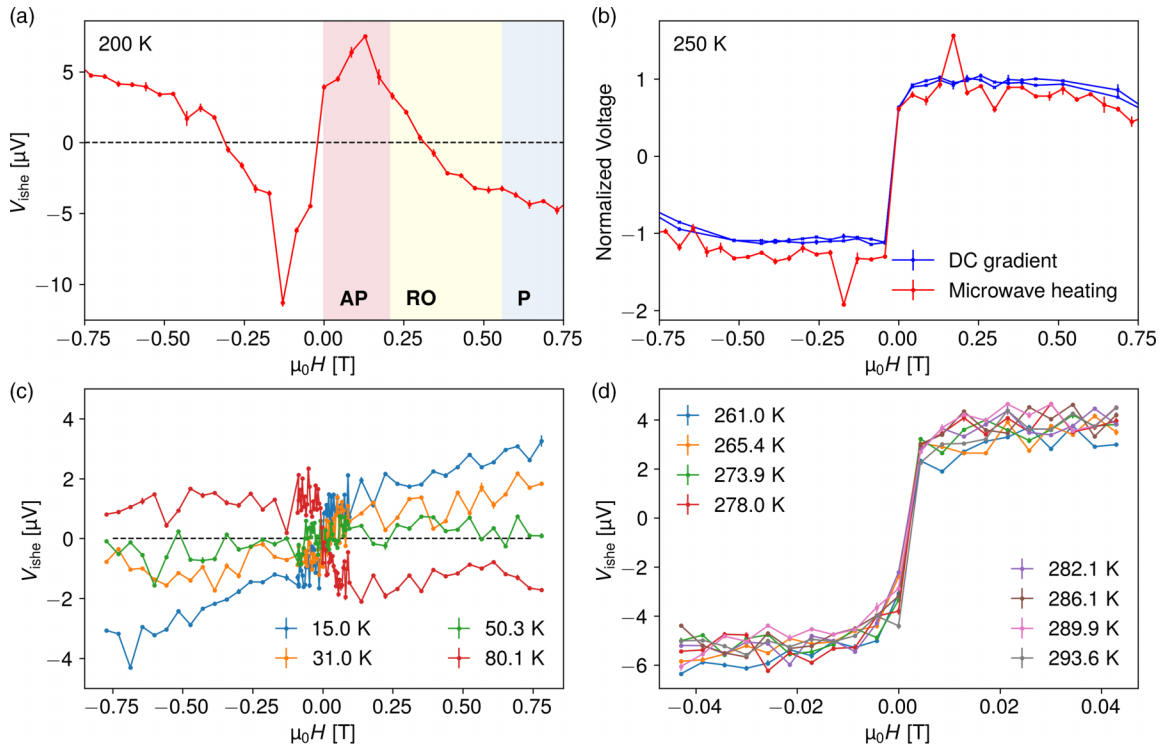 (a)
200 K
5
0
−5
−10
V_ishe [µV]
AP RO P
−0.75 −0.50 −0.25 0.00 0.25 0.50 0.75
µ₀H [T]
(b)
250 K
1
0
−1
−2
Normalized Voltage
DC gradient
Microwave heating
−0.75 −0.50 −0.25 0.00 0.25 0.50 0.75
µ₀H [T]
(c)
4
2
0
−2
−4
V_ishe [µV]
15.0 K 50.3 K
31.0 K 80.1 K
−0.75 −0.50 −0.25 0.00 0.25 0.50 0.75
µ₀H [T]
(d)
4
2
0
−2
−4
−6
V_ishe [µV]
261.0 K
265.4 K
273.9 K
278.0 K
282.1 K
286.1 K
289.9 K
293.6 K
−0.04 −0.02 0.00 0.02 0.04
µ₀H [T]